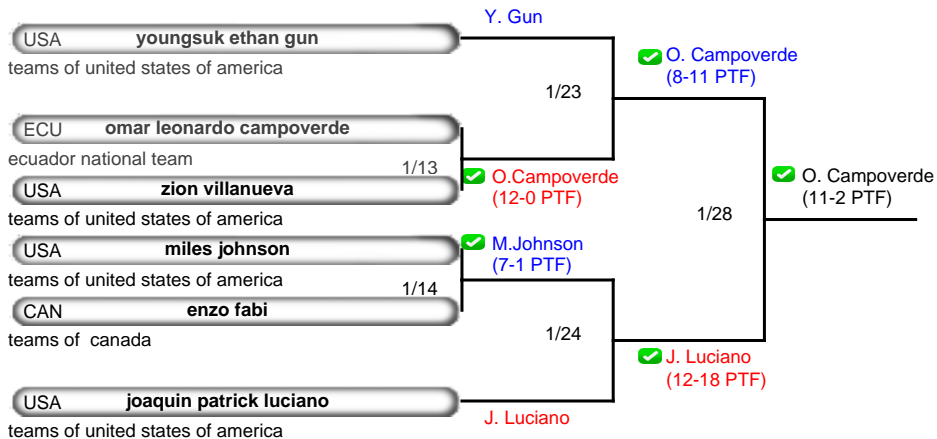 Y. Gun
USA youngsuk ethan gun
teams of united states of america
1/23
O. Campoverde
(8-11 PTF)
ECU omar leonardo campoverde
ecuador national team
1/13
O.Campoverde
(12-0 PTF)
USA zion villanueva
teams of united states of america
O. Campoverde
(11-2 PTF)
1/28
USA miles johnson
teams of united states of america
M.Johnson
(7-1 PTF)
1/14
CAN enzo fabi
teams of canada
1/24
J. Luciano
(12-18 PTF)
USA joaquin patrick luciano
teams of united states of america
J. Luciano